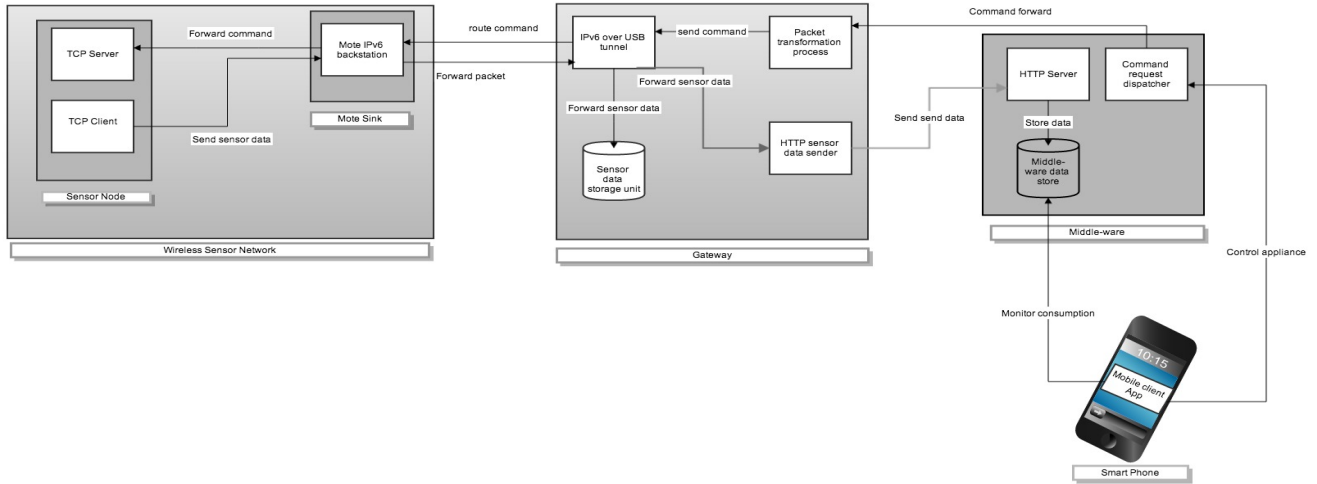 TCP Server
Forward command
Mote IPv6
backstation
TCP Client
Send sensor data
Mote Sink
Sensor Node
Wireless Sensor Network
route command
Forward packet
IPv6 over USB
tunnel
send command
Packet
transformation
process
Forward sensor data
Forward sensor data
HTTP sensor
data sender
Sensor
data
storage unit
Gateway
Command forward
Send send data
HTTP Server
Command
request
dispatcher
Store data
Middle-
ware data
store
Middle-ware
Control appliance
Monitor consumption
10:15
Mobile client
App
Smart Phone